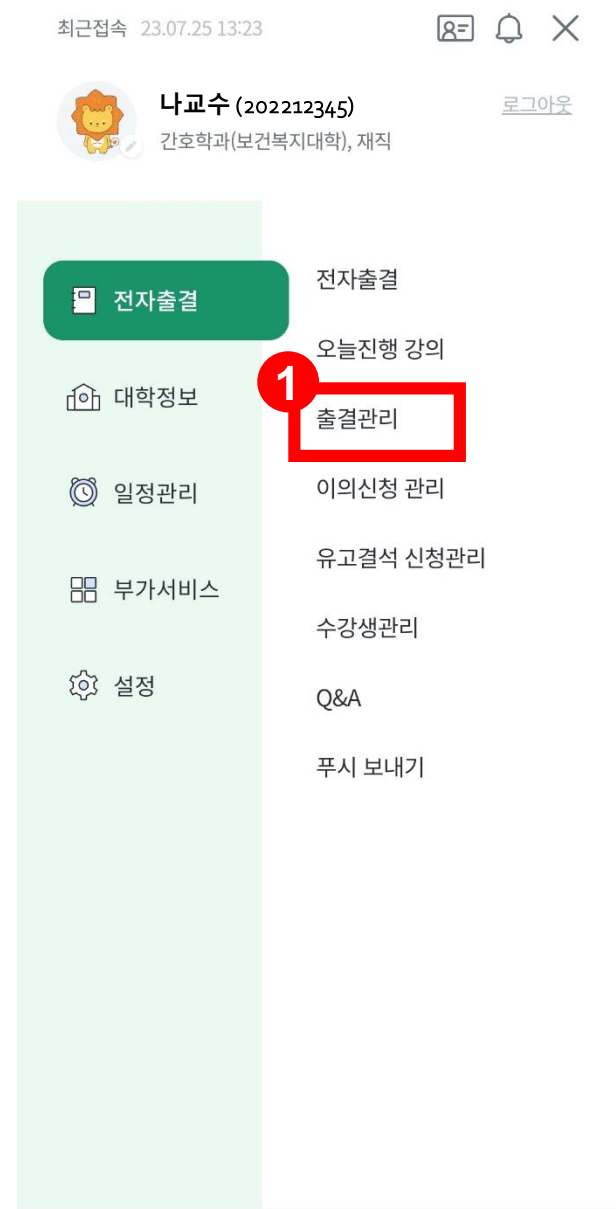 최근접속 23.07.25 13:23
나교수 (202212345)
로그아웃
간호학과(보건복지대학), 재직
전자출결
대학정보
일정관리
부가서비스
설정
전자출결
오늘진행 강의
1
출결관리
이의신청 관리
유고결석 신청관리
수강생관리
Q&A
푸시 보내기